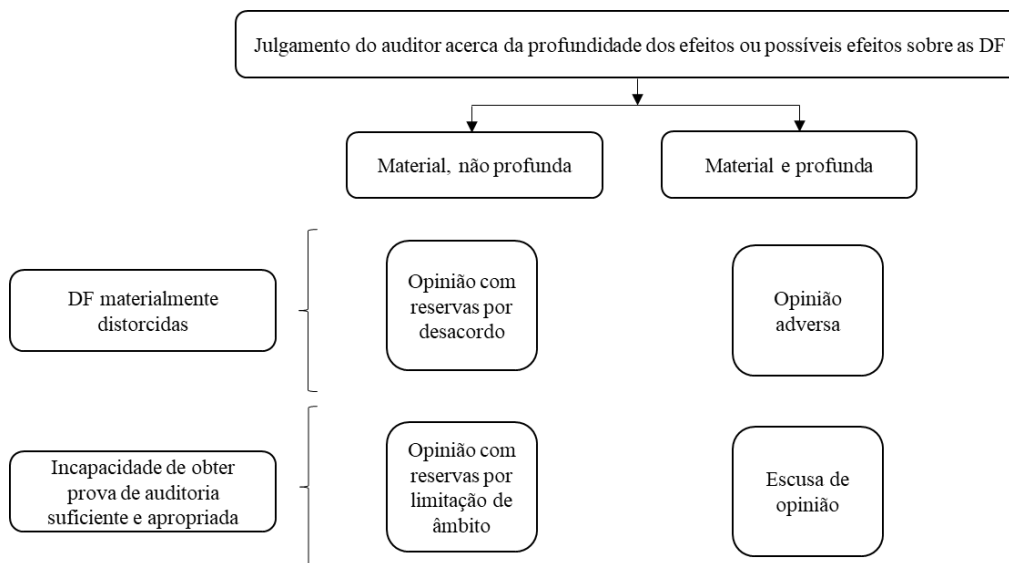 Julgamento do auditor acerca da profundidade dos efeitos ou possíveis efeitos sobre as DF
Material, não profunda
Material e profunda
DF materialmente
distorcidas
Opinião com
reservas por
desacordo
Opinião
adversa
Incapacidade de obter
prova de auditoria
suficiente e apropriada
Opinião com
reservas por
limitação de
âmbito
Escusa de
opinião